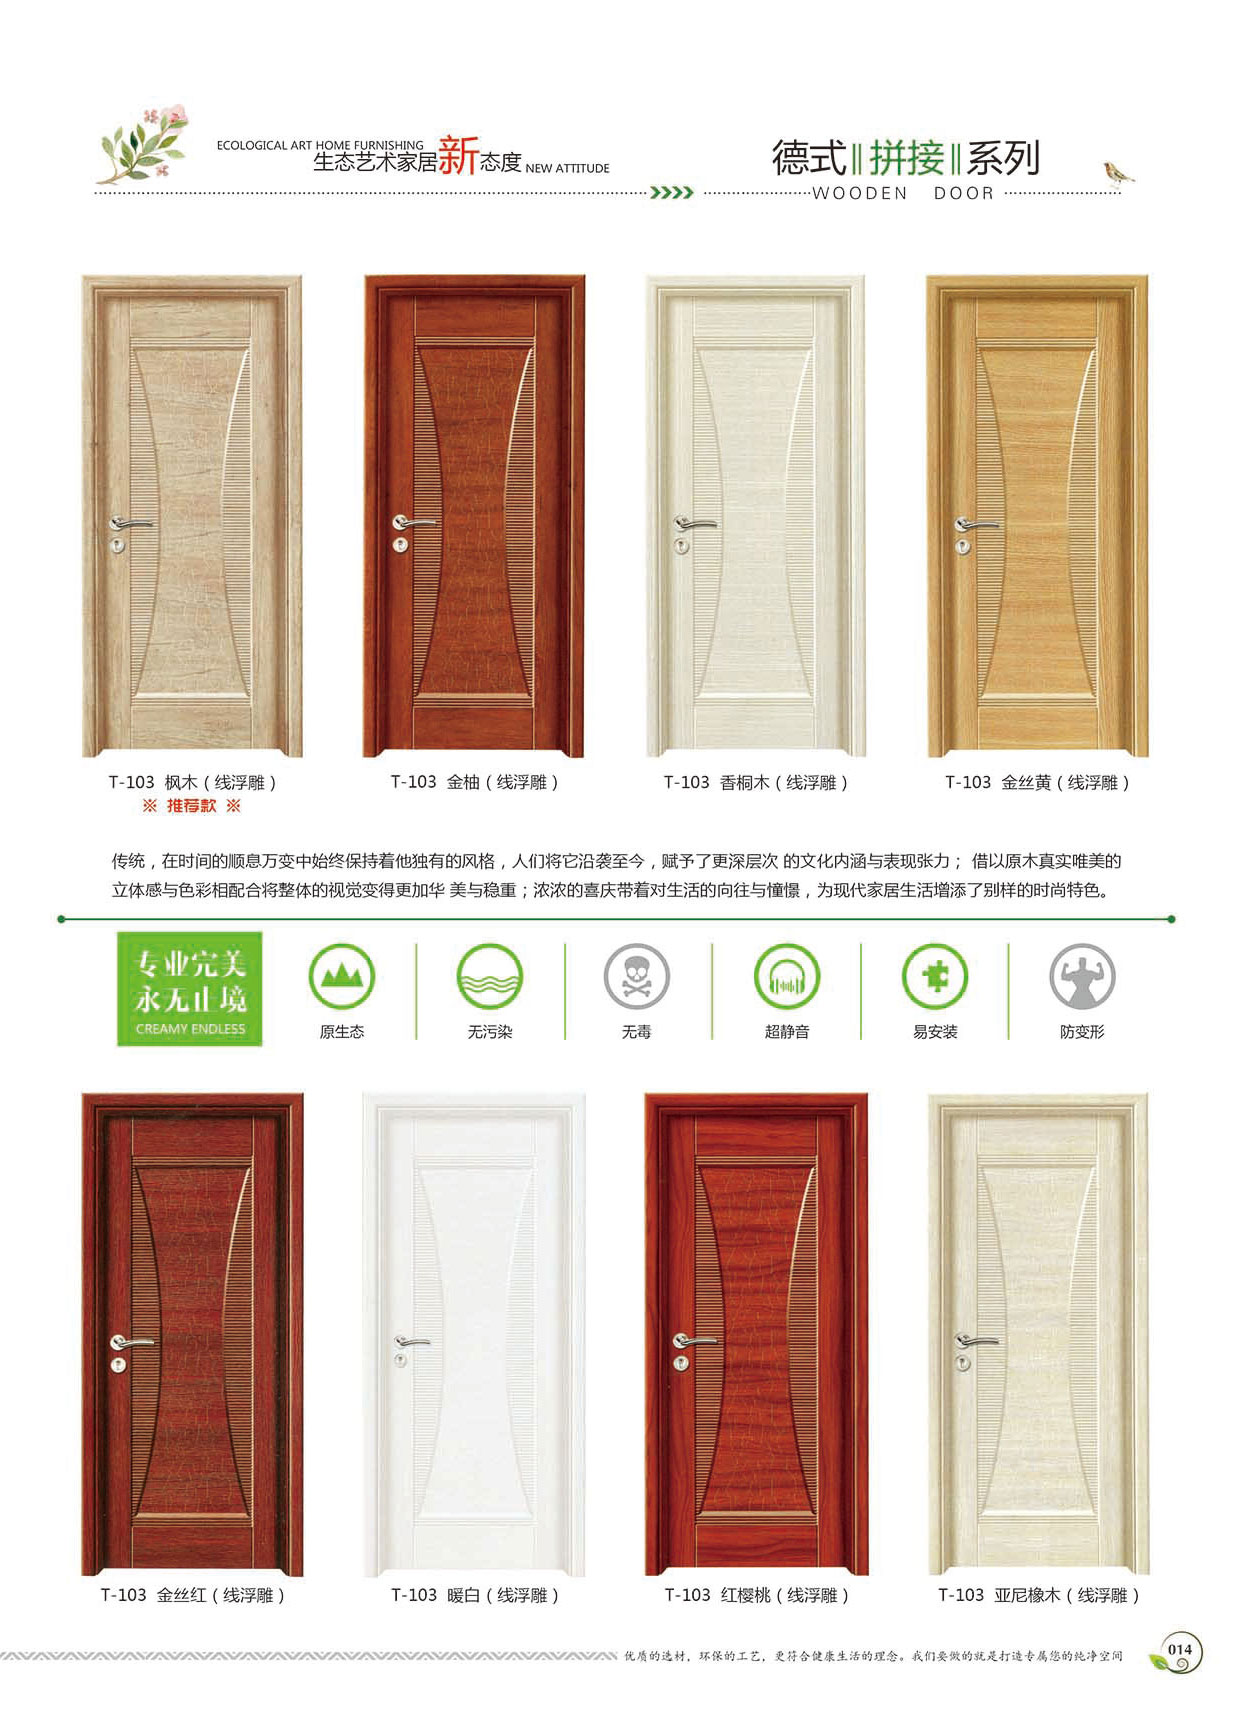 ECOLOGICAL ART HOME FURNISHING
生态艺术家居新态度 NEW ATTITUDE
德式 拼接 系列
WOODEN DOOR
T-103 枫木（线浮雕） T-103 金柚（线浮雕） T-103 香桐木（线浮雕） T-103 金丝黄（线浮雕）
※ 推荐款 ※
传统，在时间的顺息万变中始终保持着他独有的风格，人们将它沿袭至今，赋予了更深层次 的文化内涵与表现张力； 借以原木真实唯美的
立体感与色彩相配合将整体的视觉变得更加华 美与稳重；浓浓的喜庆带着对生活的向往与憧憬，为现代家居生活增添了别样的时尚特色。
专业完美
永无止境
CREAMY ENDLESS
原生态 无污染 无毒 超静音 易安装 防变形
T-103 金丝红（线浮雕） T-103 暖白（线浮雕） T-103 红樱桃（线浮雕） T-103 亚尼橡木（线浮雕）
优质的选材，环保的工艺，更符合健康生活的理念。我们要做的就是打造专属您的纯净空间
014